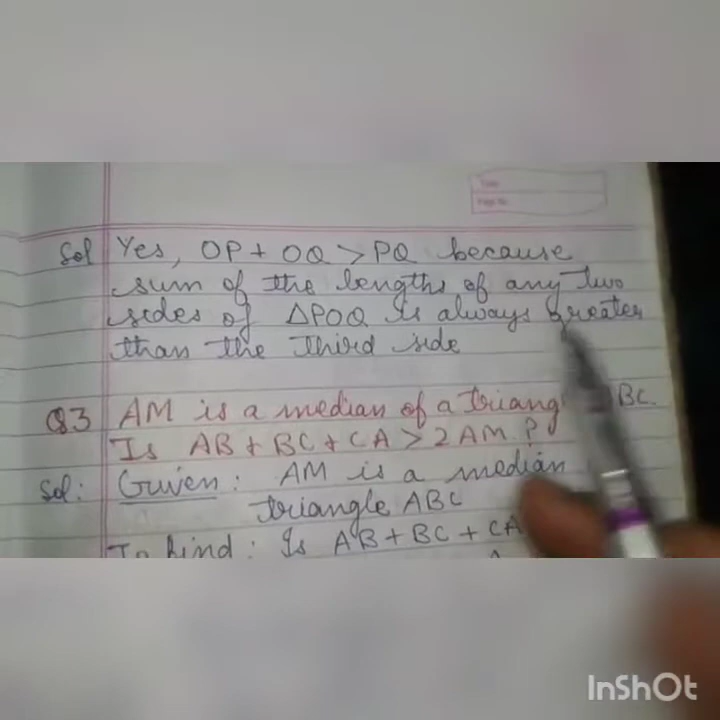 Sol Yes, OP + OQ > PQ because
sum of the lengths of any two
sides of △POQ is always greater
than the third side
Q3 AM is a median of a triang BC.
Is AB + BC + CA > 2 AM ?
Sol: Given: AM is a median
triangle ABC
To find: Is AB + BC + CA
InShOt